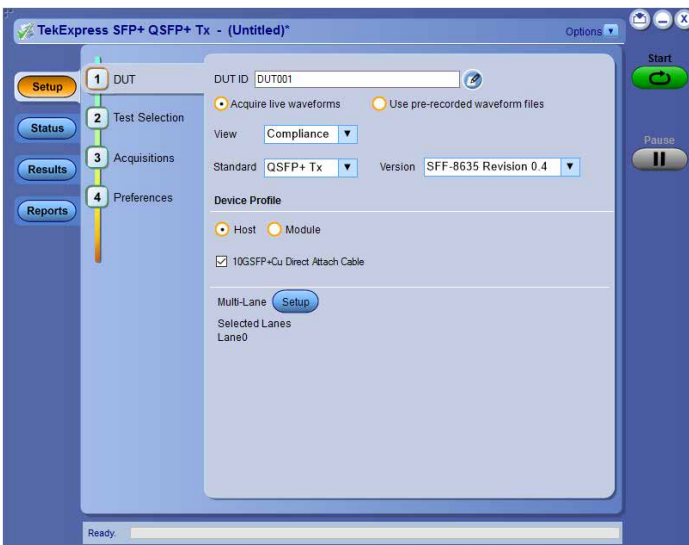 TekExpress SFP+ QSFP+ Tx - (Untitled)*
Options
Start
Pause
Setup
Status
Results
Reports
1 DUT
2 Test Selection
3 Acquisitions
4 Preferences
DUT ID DUT001
Acquire live waveforms Use pre-recorded waveform files
View Compliance
Standard QSFP+ Tx Version SFF-8635 Revision 0.4
Device Profile
Host Module
10GSFP+Cu Direct Attach Cable
Multi-Lane Setup
Selected Lanes
Lane0
Ready.